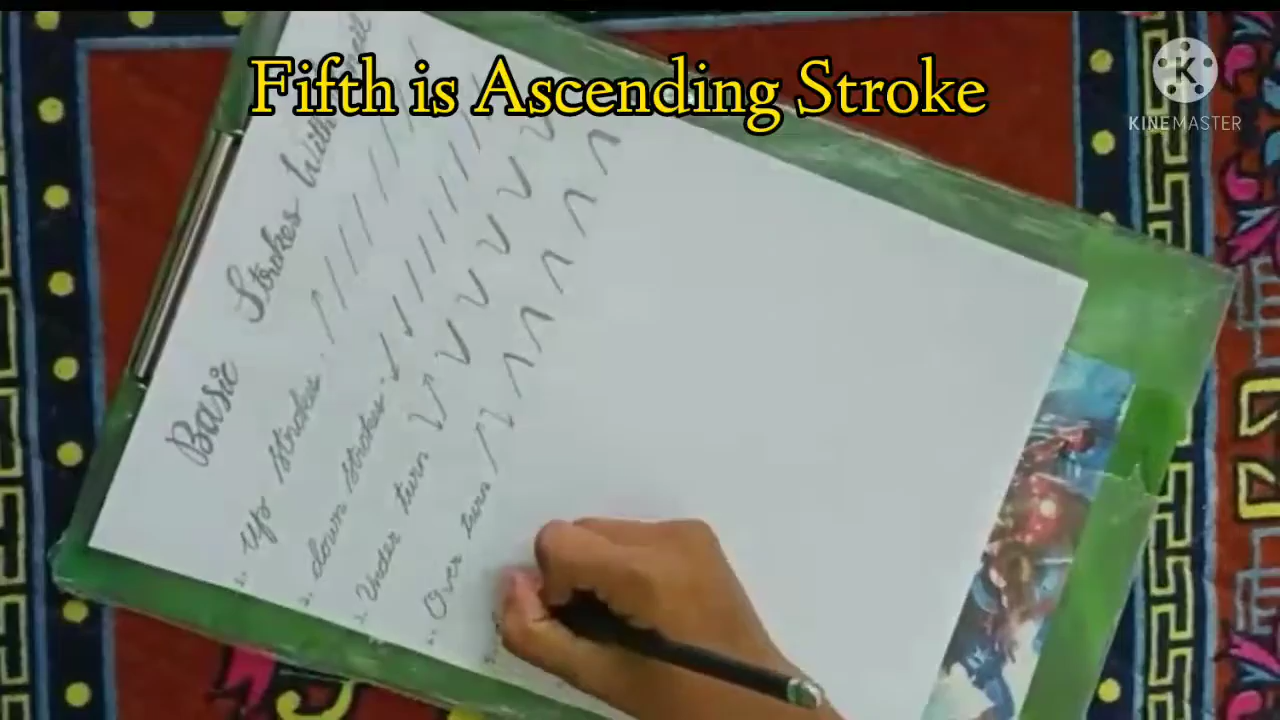 Fifth is Ascending Stroke
KINEMASTER
Basic Strokes With
1. Up strokes.
2. down strokes.
3. Under turn
4. Over turn